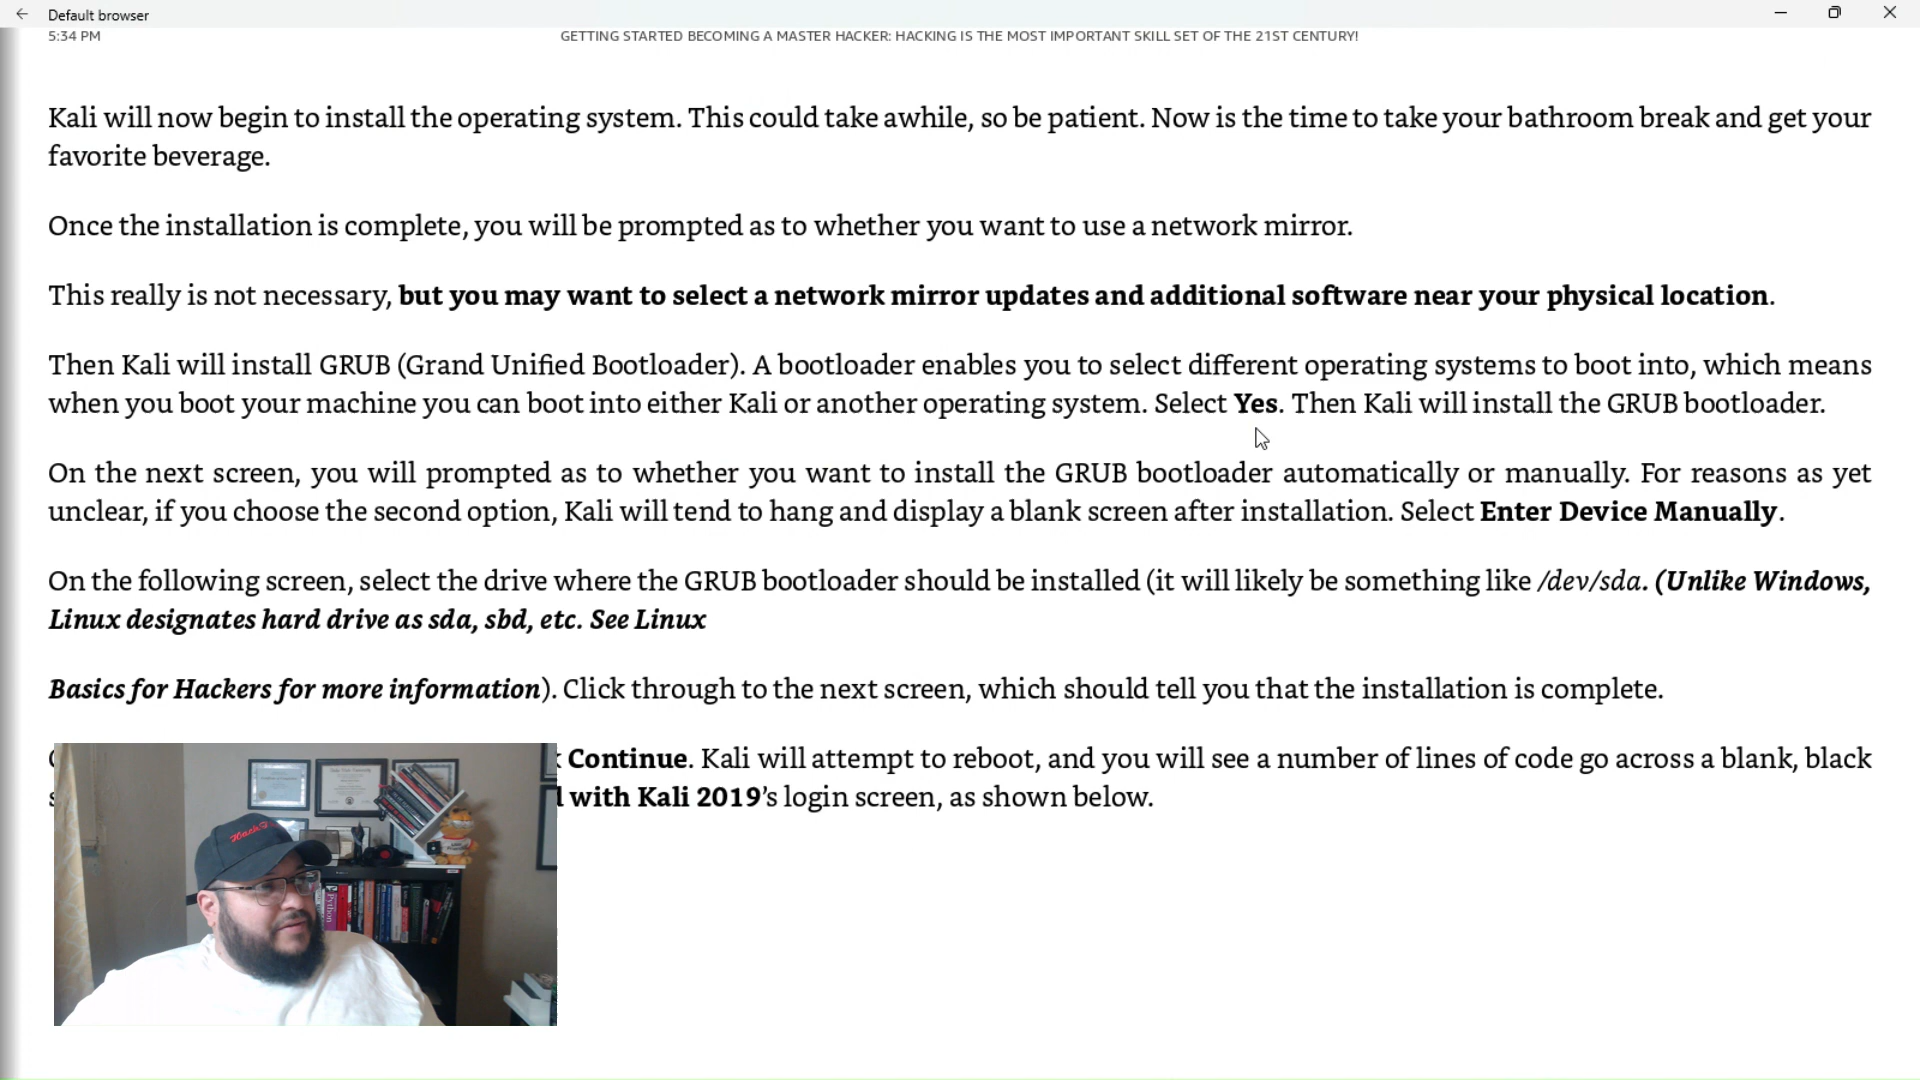 Default browser
5:34 PM
GETTING STARTED BECOMING A MASTER HACKER: HACKING IS THE MOST IMPORTANT SKILL SET OF THE 21ST CENTURY!
Kali will now begin to install the operating system. This could take awhile, so be patient. Now is the time to take your bathroom break and get your
favorite beverage.
Once the installation is complete, you will be prompted as to whether you want to use a network mirror.
This really is not necessary, but you may want to select a network mirror updates and additional software near your physical location.
Then Kali will install GRUB (Grand Unified Bootloader). A bootloader enables you to select different operating systems to boot into, which means
when you boot your machine you can boot into either Kali or another operating system. Select Yes. Then Kali will install the GRUB bootloader.
On the next screen, you will prompted as to whether you want to install the GRUB bootloader automatically or manually. For reasons as yet
unclear, if you choose the second option, Kali will tend to hang and display a blank screen after installation. Select Enter Device Manually.
On the following screen, select the drive where the GRUB bootloader should be installed (it will likely be something like /dev/sda. (Unlike Windows,
Linux designates hard drive as sda, sbd, etc. See Linux
Basics for Hackers for more information). Click through to the next screen, which should tell you that the installation is complete.
Continue. Kali will attempt to reboot, and you will see a number of lines of code go across a blank, black
with Kali 2019's login screen, as shown below.
Python